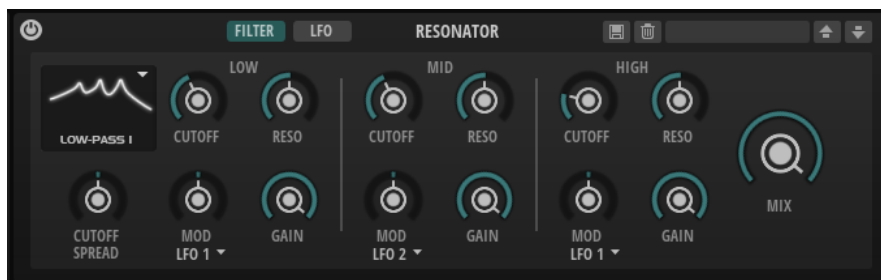 FILTER LFO RESONATOR
LOW MID HIGH
LOW-PASS I CUTOFF RESO CUTOFF RESO CUTOFF RESO
MIX
CUTOFF SPREAD MOD GAIN MOD GAIN MOD GAIN
LFO 1 LFO 2 LFO 1